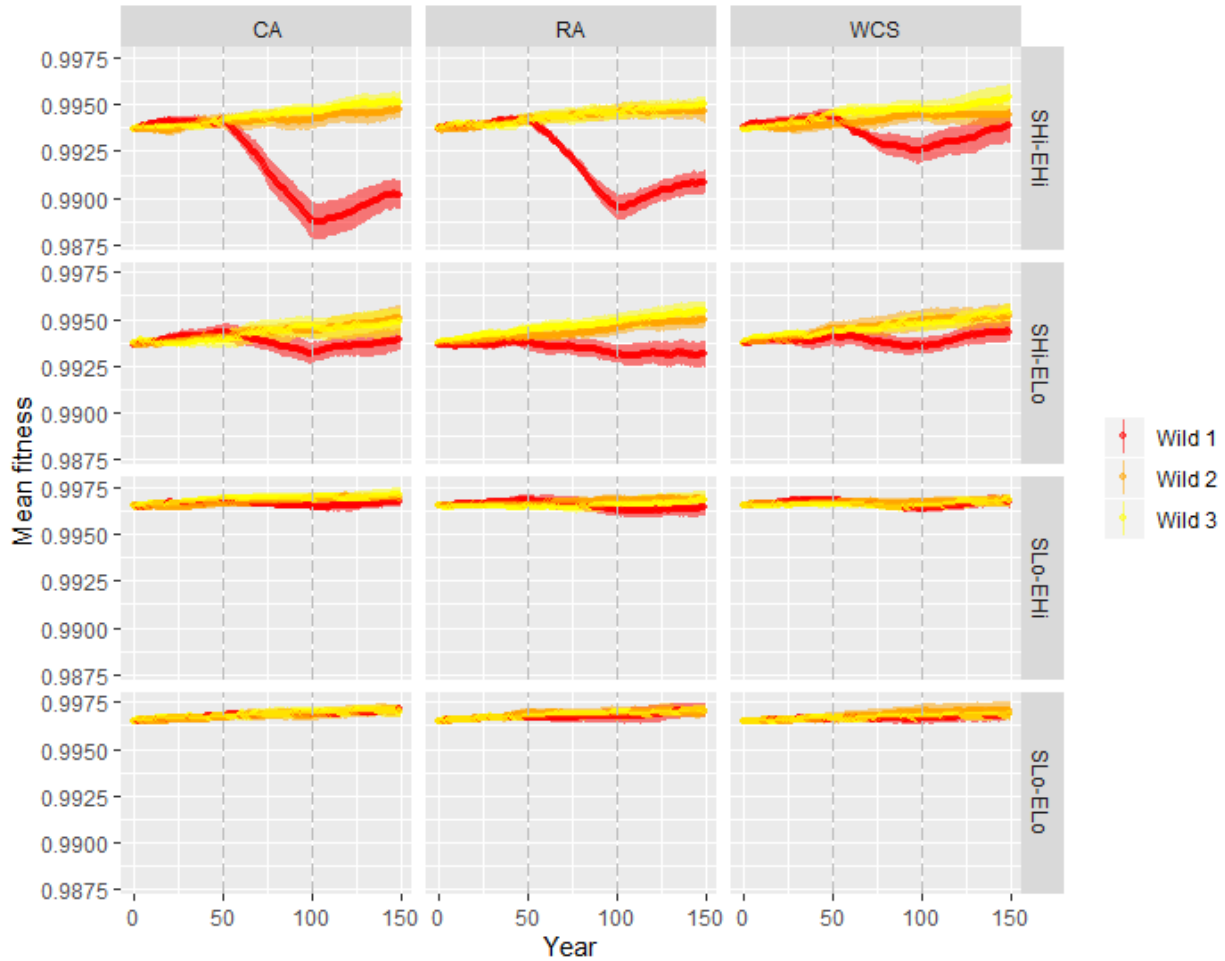 CA RA WCS
0.9975
0.9950
0.9925
0.9900
0.9875
SHi-EHi
0.9975
0.9950
0.9925
0.9900
0.9875
SHi-ELo
0.9975
0.9950
0.9925
0.9900
0.9875
SLo-EHi
0.9975
0.9950
0.9925
0.9900
0.9875
SLo-ELo
0 50 100 150 0 50 100 150 0 50 100 150
Year
Mean fitness
Wild 1
Wild 2
Wild 3